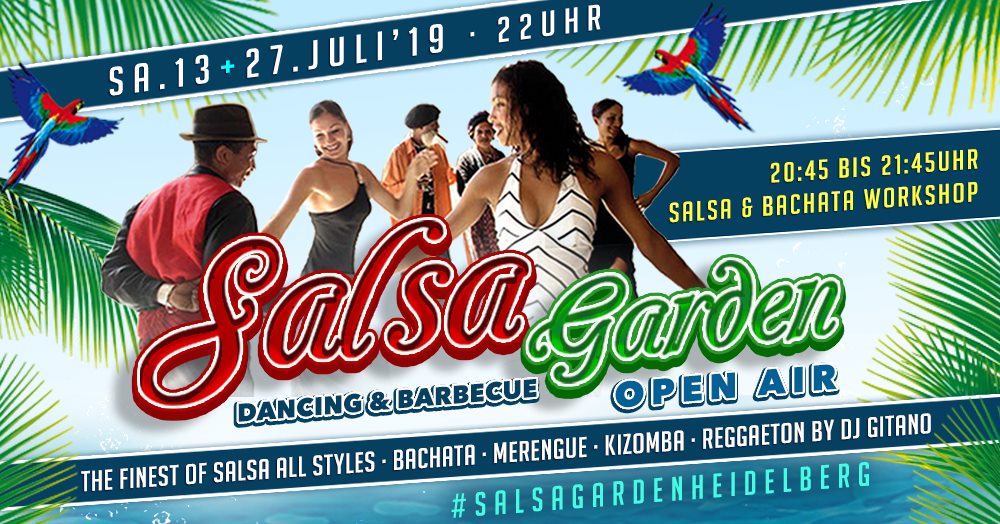 SA.13 + 27.JULI'19 · 22UHR
20:45 BIS 21:45UHR
SALSA & BACHATA WORKSHOP
Salsa Garden
DANCING & BARBECUE OPEN AIR
THE FINEST OF SALSA ALL STYLES · BACHATA · MERENGUE · KIZOMBA · REGGAETON BY DJ GITANO
#SALSAGARDENHEIDELBERG